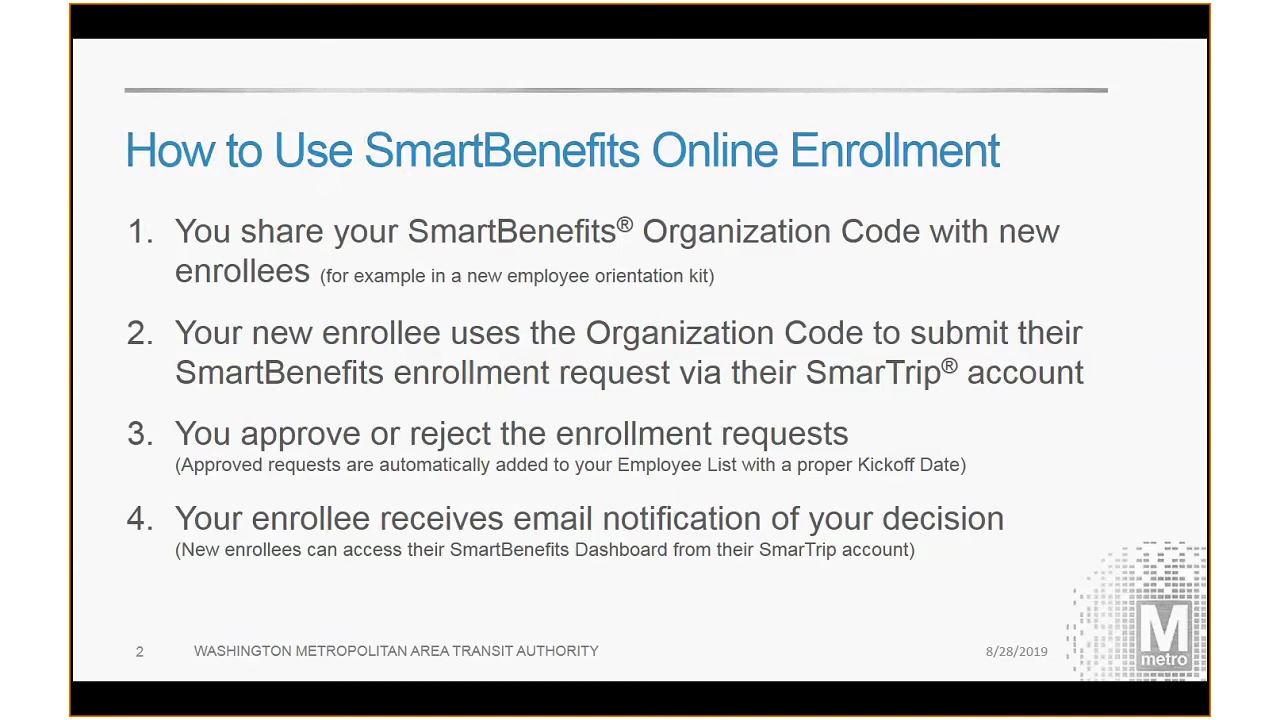 How to Use SmartBenefits Online Enrollment
1. You share your SmartBenefits® Organization Code with new
enrollees (for example in a new employee orientation kit)
2. Your new enrollee uses the Organization Code to submit their
SmartBenefits enrollment request via their SmarTrip® account
3. You approve or reject the enrollment requests
(Approved requests are automatically added to your Employee List with a proper Kickoff Date)
4. Your enrollee receives email notification of your decision
(New enrollees can access their SmartBenefits Dashboard from their SmarTrip account)
2 WASHINGTON METROPOLITAN AREA TRANSIT AUTHORITY 8/28/2019
M
metro